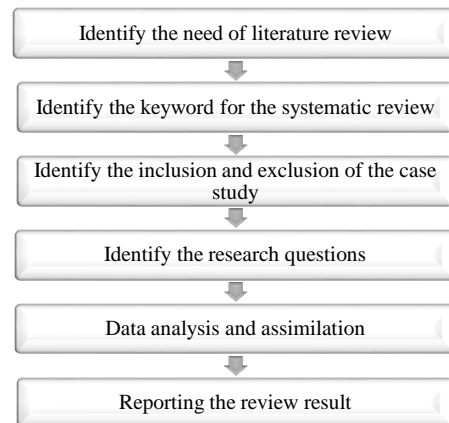 Identify the need of literature review
Identify the keyword for the systematic review
Identify the inclusion and exclusion of the case
study
Identify the research questions
Data analysis and assimilation
Reporting the review result